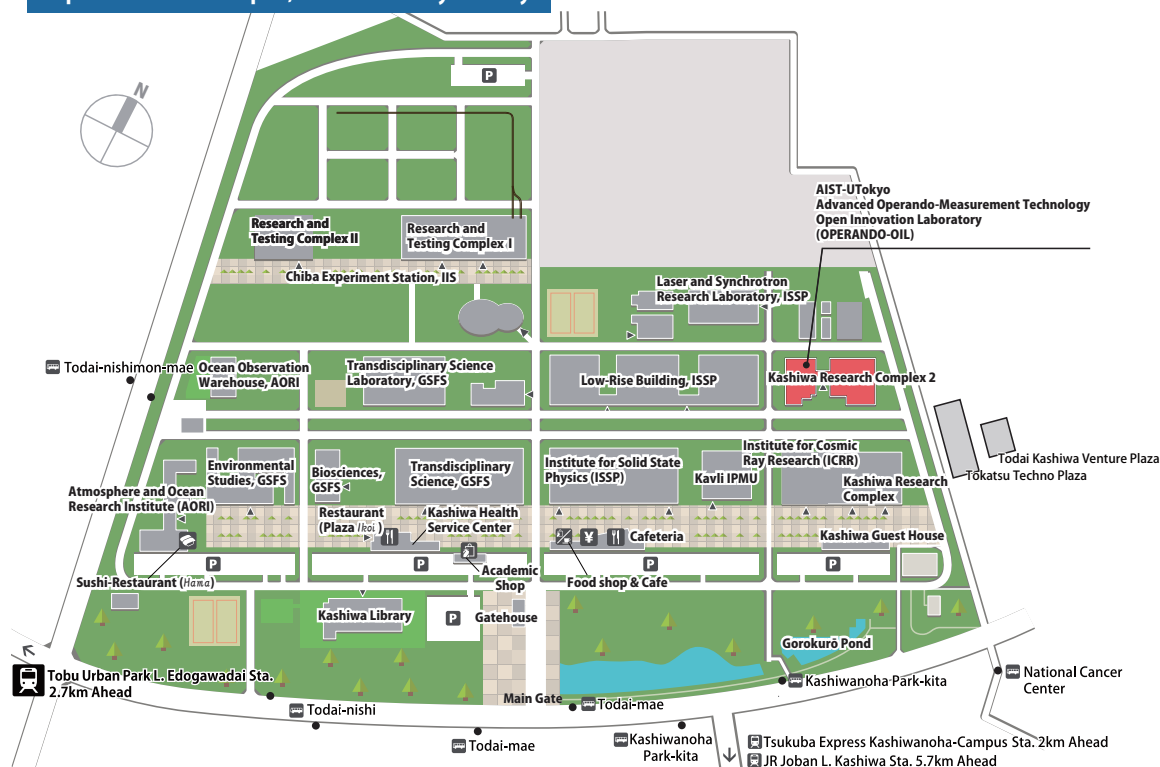 N
P
AIST-UTokyo
Advanced Operando-Measurement Technology
Open Innovation Laboratory
(OPERANDO-OIL)
Research and
Testing Complex II
Research and
Testing Complex I
Chiba Experiment Station, IIS
Laser and Synchrotron
Research Laboratory, ISSP
Todai-nishimon-mae
Ocean Observation
Warehouse, AORI
Transdisciplinary Science
Laboratory, GSFS
Low-Rise Building, ISSP
Kashiwa Research Complex 2
Todai Kashiwa Venture Plaza
Tokatsu Techno Plaza
Environmental
Studies, GSFS
Biosciences,
GSFS
Transdisciplinary
Science, GSFS
Institute for Solid State
Physics (ISSP)
Kavli IPMU
Institute for Cosmic
Ray Research (ICRR)
Kashiwa Research
Complex
Atmosphere and Ocean
Research Institute (AORI)
Restaurant
(Plaza Ikoi)
Kashiwa Health
Service Center
¥
Cafeteria
Kashiwa Guest House
P
P
P
P
Sushi-Restaurant (Hama)
Academic
Shop
Food shop & Cafe
Kashiwa Library
P
Gatehouse
Gorokurō Pond
Tobu Urban Park L. Edogawadai Sta.
2.7km Ahead
Main Gate
Todai-mae
Kashiwanoha Park-kita
National Cancer
Center
Todai-nishi
Todai-mae
Kashiwanoha
Park-kita
Tsukuba Express Kashiwanoha-Campus Sta. 2km Ahead
JR Joban L. Kashiwa Sta. 5.7km Ahead